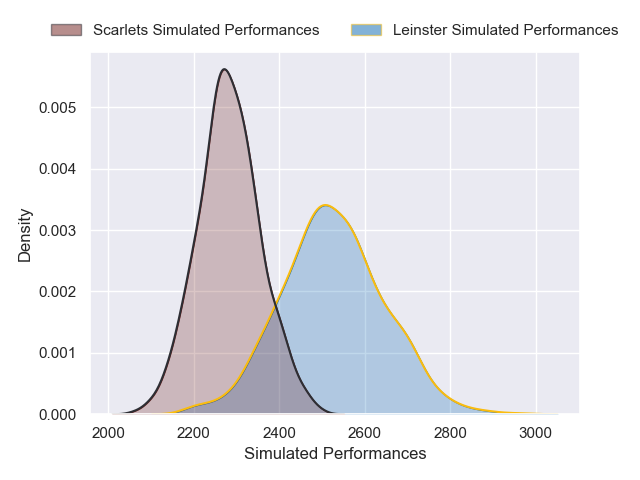 Scarlets Simulated Performances Leinster Simulated Performances
0.005
0.004
0.003
0.002
0.001
0.000
Density
2000 2200 2400 2600 2800 3000
Simulated Performances